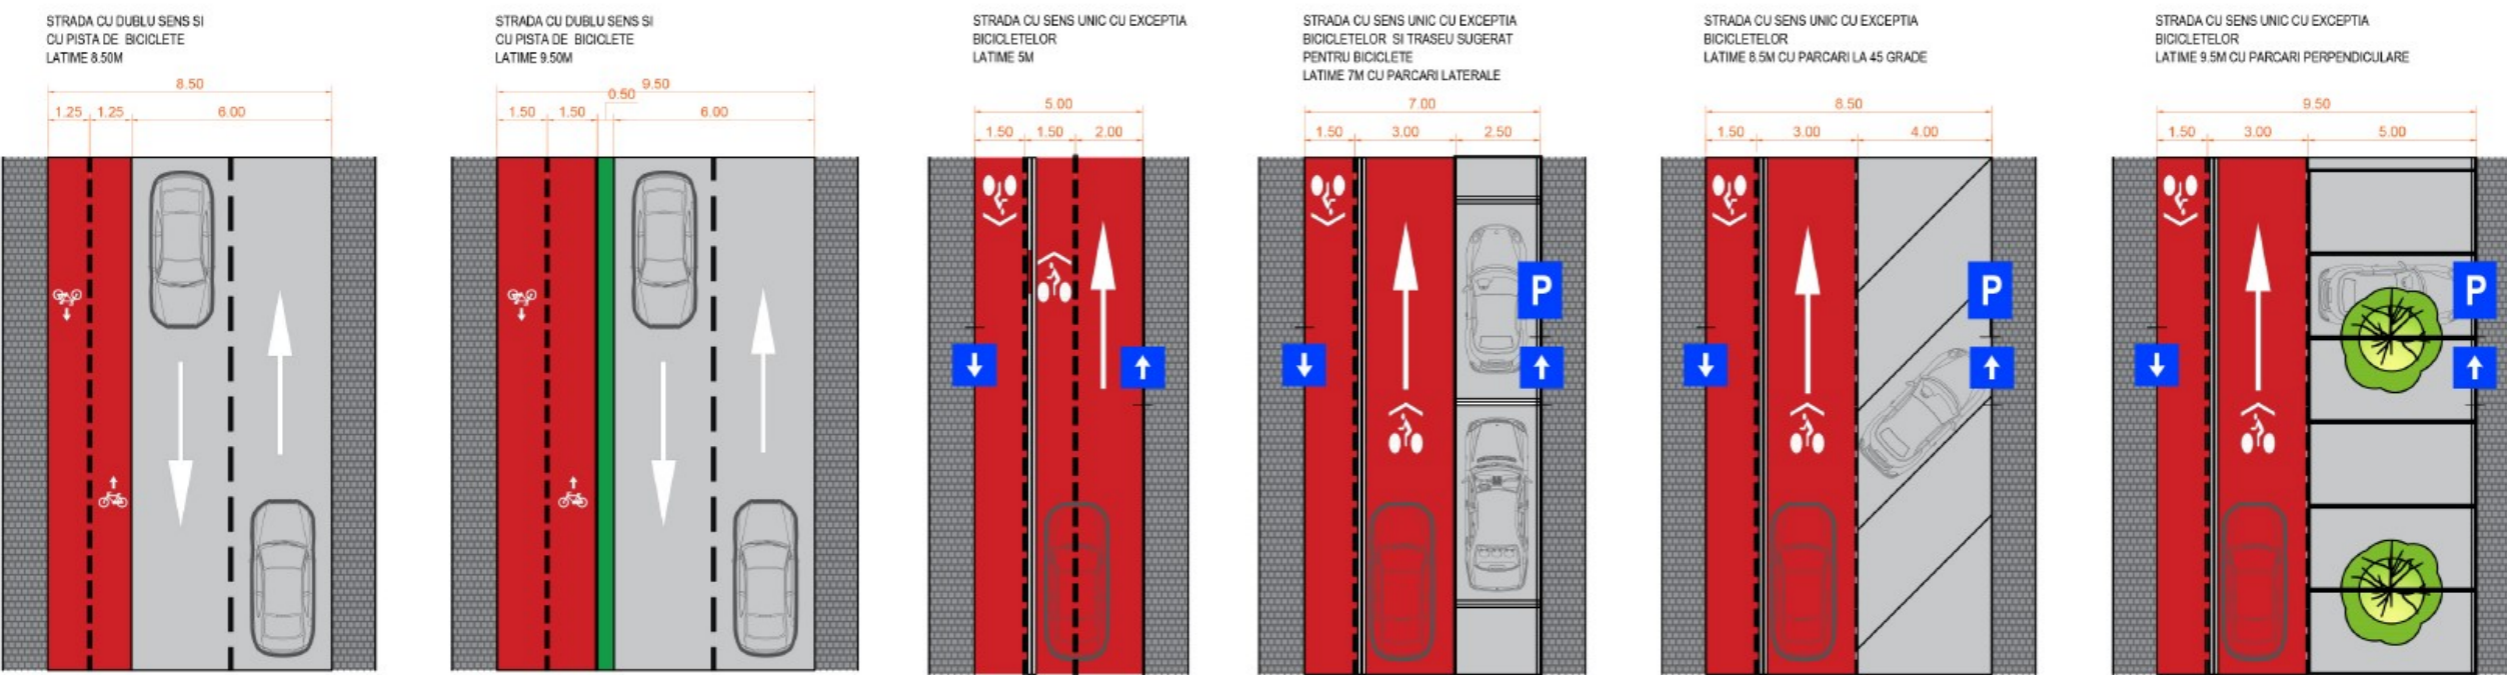 STRADA CU DUBLU SENS SI
CU PISTA DE BICICLETE
LATIME 8.50M
8.50
1.25 1.25 6.00
STRADA CU DUBLU SENS SI
CU PISTA DE BICICLETE
LATIME 9.50M
9.50
0.50
1.50 1.50 6.00
STRADA CU SENS UNIC CU EXCEPTIA
BICICLETELOR
LATIME 5M
5.00
1.50 1.50 2.00
STRADA CU SENS UNIC CU EXCEPTIA
BICICLETELOR SI TRASEU SUGERAT
PENTRU BICICLETE
LATIME 7M CU PARCARI LATERALE
7.00
1.50 3.00 2.50
P
STRADA CU SENS UNIC CU EXCEPTIA
BICICLETELOR
LATIME 8.5M CU PARCARI LA 45 GRADE
8.50
1.50 3.00 4.00
P
STRADA CU SENS UNIC CU EXCEPTIA
BICICLETELOR
LATIME 9.5M CU PARCARI PERPENDICULARE
9.50
1.50 3.00 5.00
P